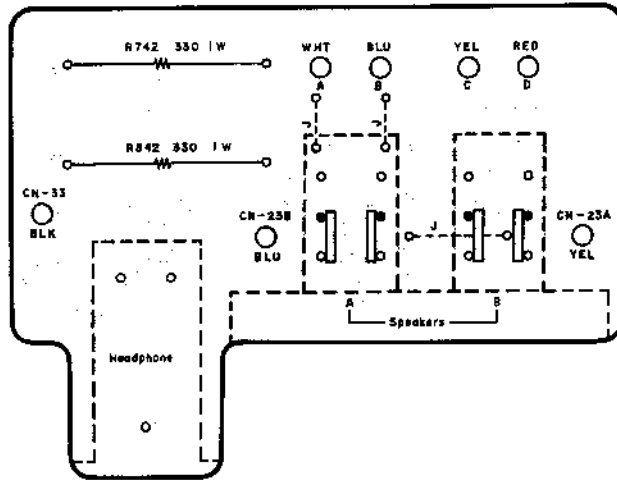 R742 330 1W
WHT
BLU
YEL
RED
A
B
C
D
J
J
R842 330 1W
CN-33
BLK
CN-23B
BLU
J
CN-23A
YEL
A
B
Speakers
Headphone